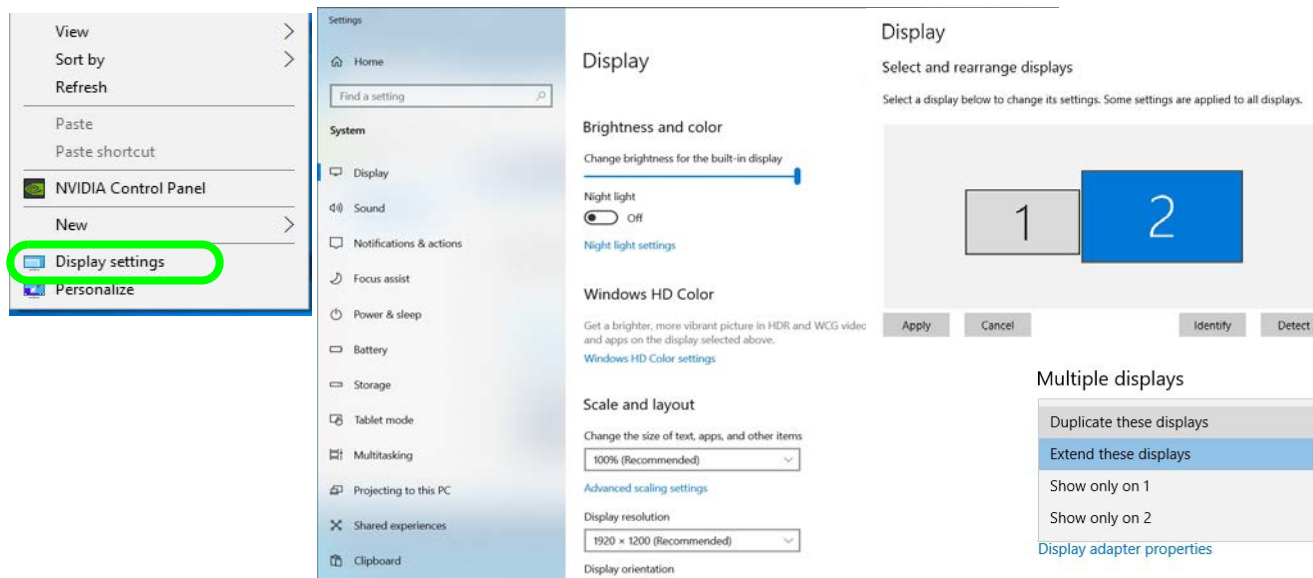 View
Sort by
Refresh
Paste
Paste shortcut
NVIDIA Control Panel
New
Display settings
Personalize
Settings
Home
Find a setting
System
Display
Sound
Notifications & actions
Focus assist
Power & sleep
Battery
Storage
Tablet mode
Multitasking
Projecting to this PC
Shared experiences
Clipboard
Display
Brightness and color
Change brightness for the built-in display
Night light
Off
Night light settings
Windows HD Color
Get a brighter, more vibrant picture in HDR and WCG video
and apps on the display selected above.
Windows HD Color settings
Scale and layout
Change the size of text, apps, and other items
100% (Recommended)
Advanced scaling settings
Display resolution
1920 × 1200 (Recommended)
Display orientation
Display
Select and rearrange displays
Select a display below to change its settings. Some settings are applied to all displays.
1
2
Apply Cancel Identify Detect
Multiple displays
Duplicate these displays
Extend these displays
Show only on 1
Show only on 2
Display adapter properties